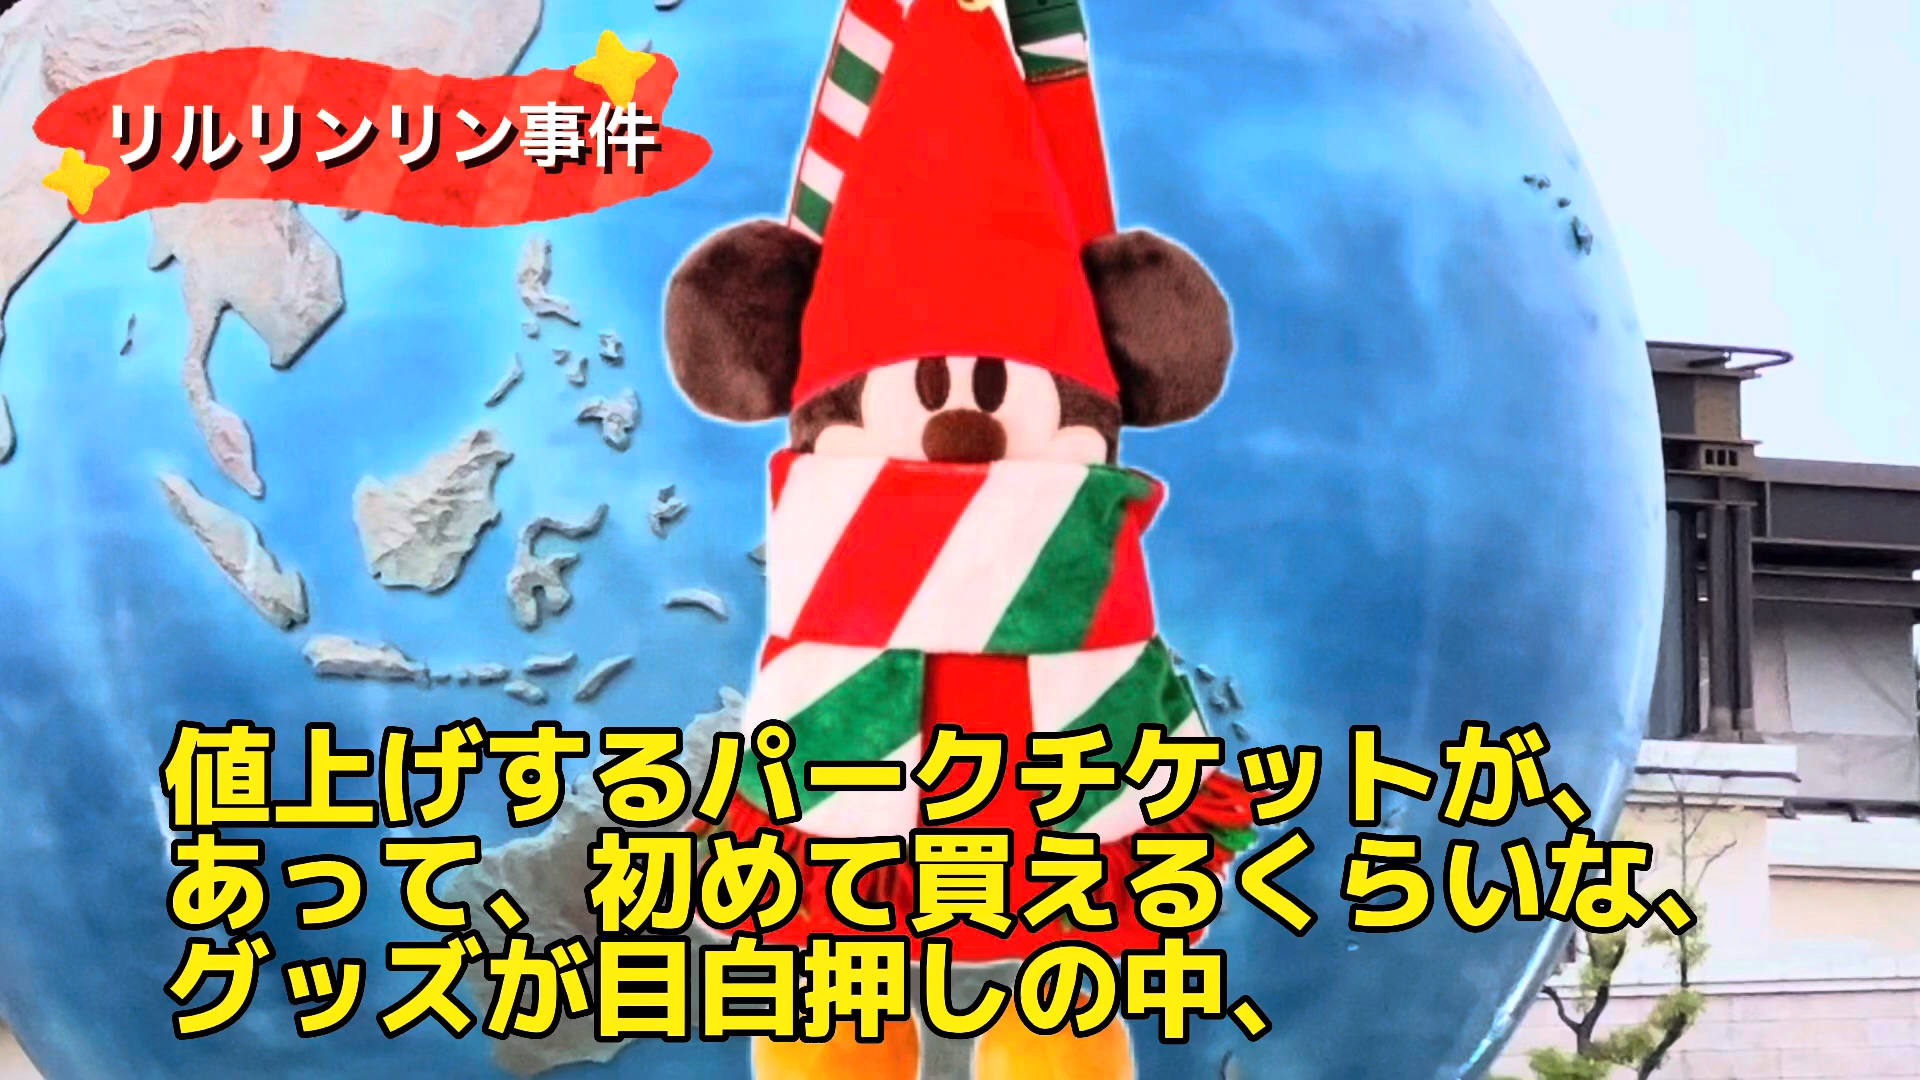 リルリンリン事件
値上げするパークチケットが、
あって、初めて買えるくらいな、
グッズが目白押しの中、